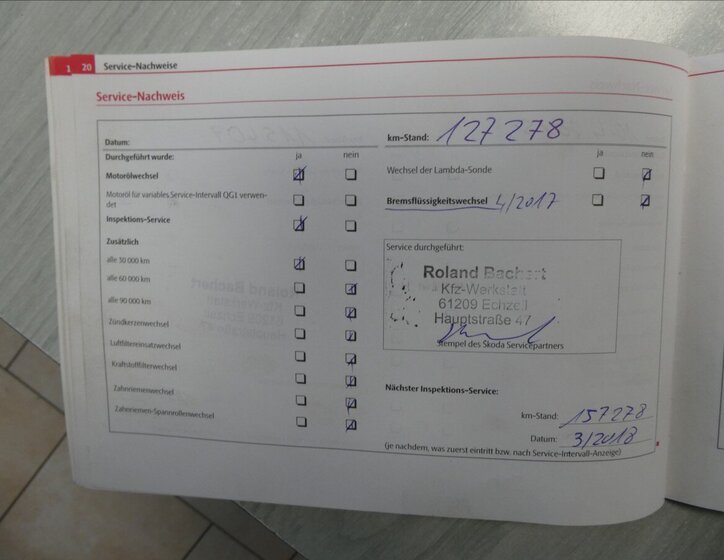 1 20 Service-Nachweise
Service-Nachweis
Datum:
km-Stand: 127 278
Durchgeführt wurde: ja nein
ja nein
Motorölwechsel
Wechsel der Lambda-Sonde
Motoröl für variables Service-Intervall QG1 verwen-
det
Bremsflüssigkeitswechsel 4/2017
Inspektions-Service
Zusätzlich
alle 30 000 km
alle 60 000 km
alle 90 000 km
Zündkerzenwechsel
Luftfiltereinsatzwechsel
Kraftstofffilterwechsel
Zahnriemenwechsel
Zahnriemen-Spannrollenwechsel
Service durchgeführt:
Roland Bachert
Kfz-Werkstatt
61209 Echzell
Hauptstraße 47
Stempel des Skoda Servicepartners
Nächster Inspektions-Service:
km-Stand: 157278
Datum: 3/2018
(je nachdem, was zuerst eintritt bzw. nach Service-Intervall-Anzeige)